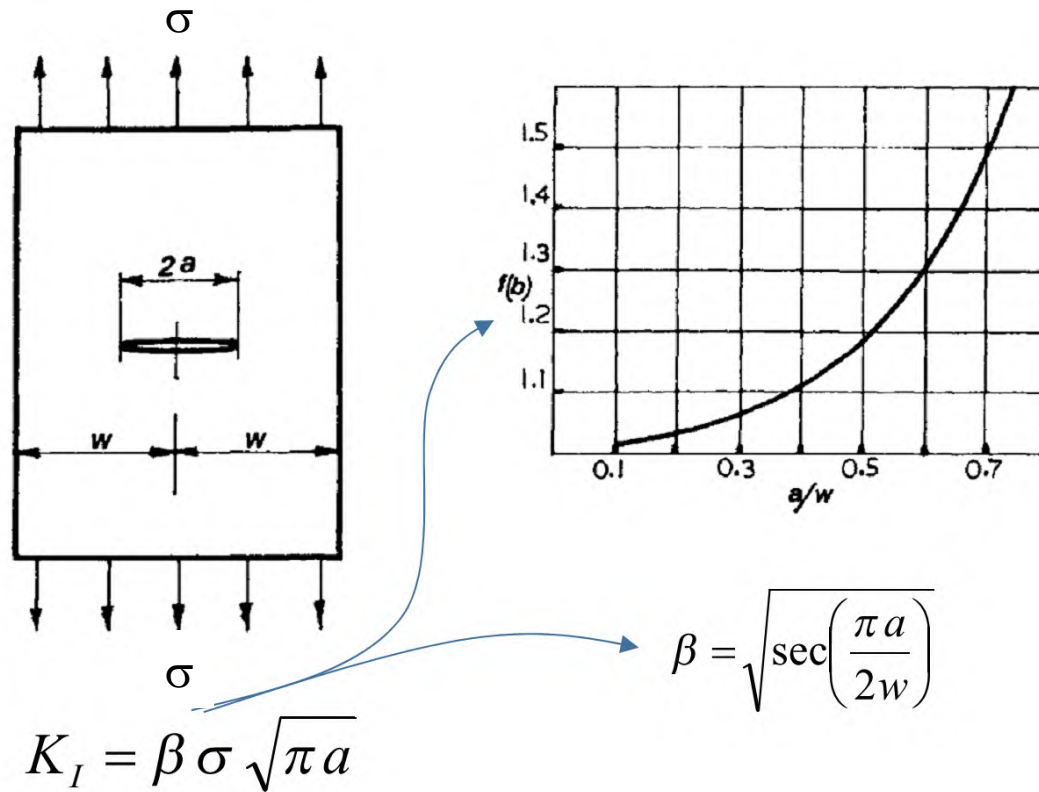 σ
2a
w w
σ
1.5
1.4
1.3
f(b)
1.2
1.1
0.1 0.3 0.5 0.7
a/w
β = √sec(πa/2w)
K_I = β σ √πa